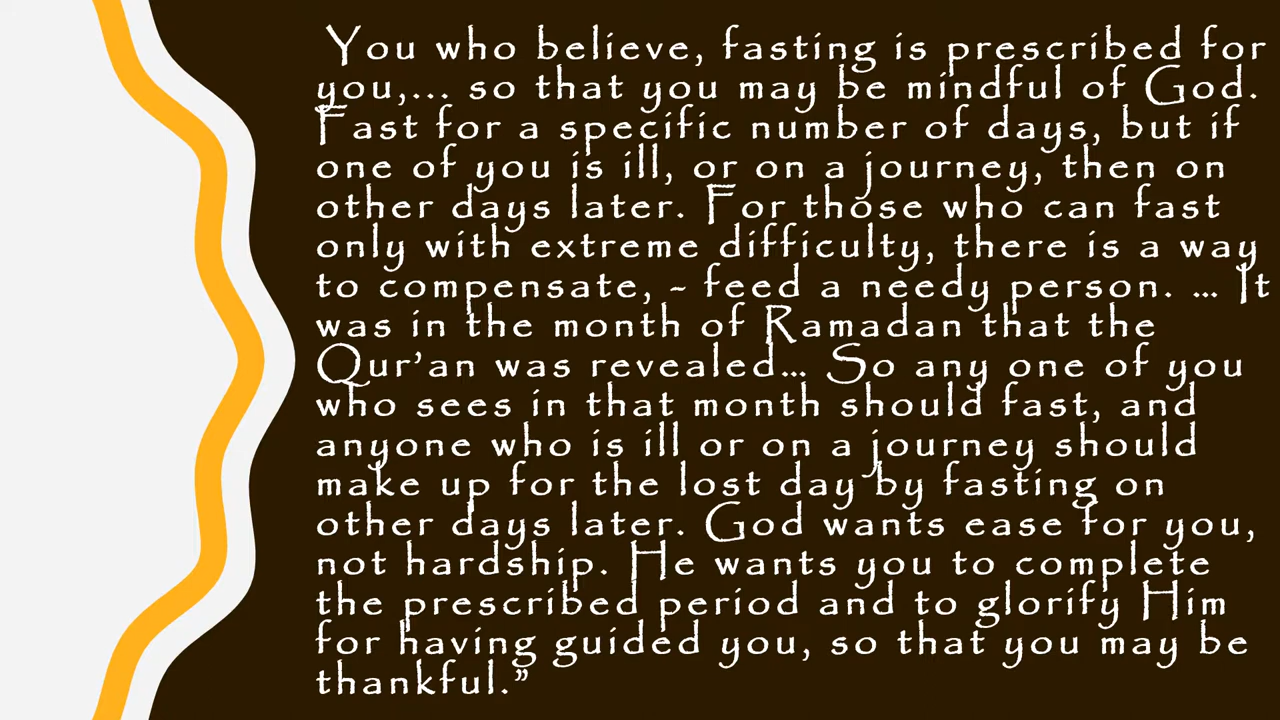 You who believe, fasting is prescribed for
you,... so that you may be mindful of God.
Fast for a specific number of days, but if
one of you is ill, or on a journey, then on
other days later. For those who can fast
only with extreme difficulty, there is a way
to compensate, - feed a needy person. … It
was in the month of Ramadan that the
Qur’an was revealed… So any one of you
who sees in that month should fast, and
anyone who is ill or on a journey should
make up for the lost day by fasting on
other days later. God wants ease for you,
not hardship. He wants you to complete
the prescribed period and to glorify Him
for having guided you, so that you may be
thankful.”